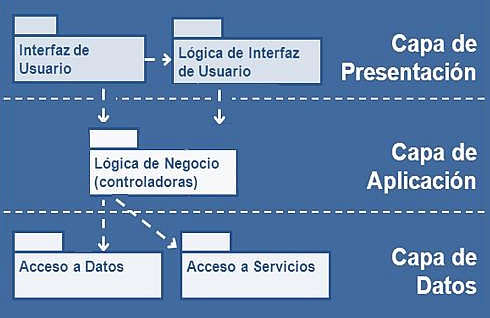 Interfaz de
Usuario
Lógica de Interfaz
de Usuario
Capa de
Presentación
Lógica de Negocio
(controladoras)
Capa de
Aplicación
Acceso a Datos
Acceso a Servicios
Capa de
Datos